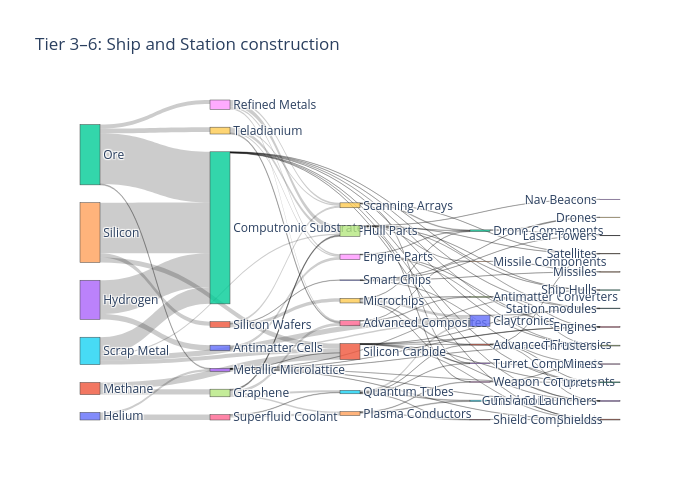 Tier 3–6: Ship and Station construction
Refined Metals
Teladianium
Ore
Nav Beacons
Scanning Arrays
Drones
Silicon
Computronic Substrate
Hull Parts
Drone Components
Laser Towers
Satellites
Engine Parts
Missile Components
Missiles
Smart Chips
Ship Hulls
Hydrogen
Microchips
Antimatter Converters
Station modules
Silicon Wafers
Advanced Composites
Claytronics
Engines
Scrap Metal
Antimatter Cells
Silicon Carbide
Advanced
Thrusters
Metallic Microlattice
Turret Comp
Mines
Methane
Graphene
Quantum Tubes
Weapon Components
Turrets
Guns and Launchers
Helium
Superfluid Coolant
Plasma Conductors
Shield Comp
Shields